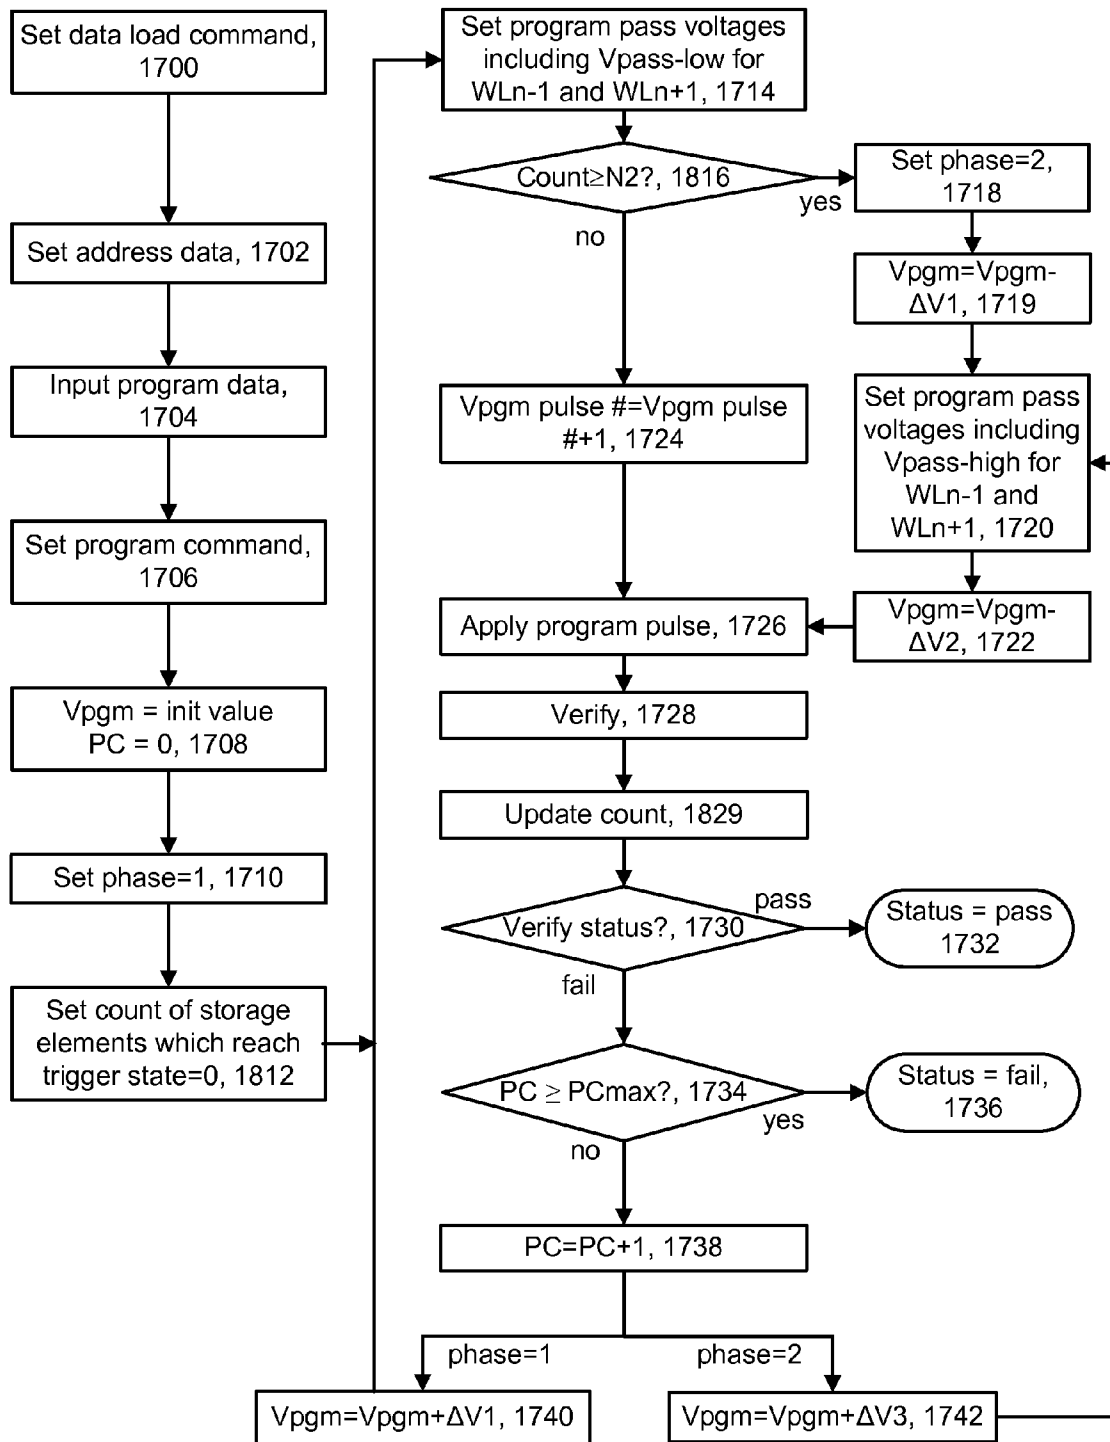 Set data load command,
1700
Set address data, 1702
Input program data,
1704
Set program command,
1706
Vpgm = init value
PC = 0, 1708
Set phase=1, 1710
Set count of storage
elements which reach
trigger state=0, 1812
Set program pass voltages
including Vpass-low for
WLn-1 and WLn+1, 1714
Count≥N2?, 1816
yes
no
Set phase=2,
1718
Vpgm=Vpgm-
ΔV1, 1719
Set program pass
voltages including
Vpass-high for
WLn-1 and
WLn+1, 1720
Vpgm=Vpgm-
ΔV2, 1722
Vpgm pulse #=Vpgm pulse
#+1, 1724
Apply program pulse, 1726
Verify, 1728
Update count, 1829
Verify status?, 1730
pass
fail
Status = pass
1732
PC ≥ PCmax?, 1734
yes
no
Status = fail,
1736
PC=PC+1, 1738
phase=1
phase=2
Vpgm=Vpgm+ΔV1, 1740
Vpgm=Vpgm+ΔV3, 1742